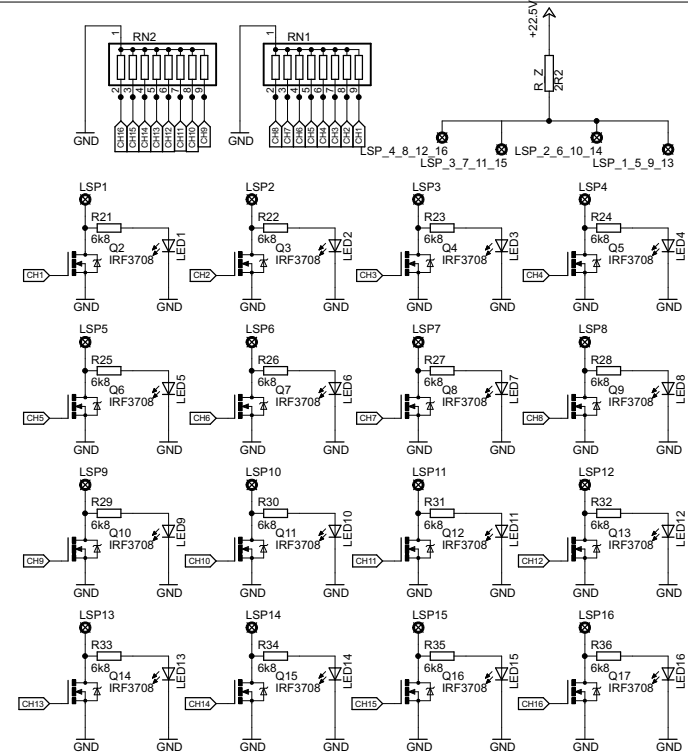 +22.5V
1
RN2
1
RN1
2 3 4 5 6 7 8 9
2 3 4 5 6 7 8 9
R_Z
2R2
GND
CH16 CH15 CH14 CH13 CH12 CH11 CH10 CH9
GND
CH8 CH7 CH6 CH5 CH4 CH3 CH2 CH1
LSP_4_8_12_16
LSP_2_6_10_14
LSP_3_7_11_15
LSP_1_5_9_13
LSP1 LSP2 LSP3 LSP4
R21 R22 R23 R24
6k8 6k8 6k8 6k8
Q2 LED1 Q3 LED2 Q4 LED3 Q5 LED4
IRF3708 IRF3708 IRF3708 IRF3708
CH1 CH2 CH3 CH4
GND GND GND GND GND GND GND GND
LSP5 LSP6 LSP7 LSP8
R25 R26 R27 R28
6k8 6k8 6k8 6k8
Q6 LED5 Q7 LED6 Q8 LED7 Q9 LED8
IRF3708 IRF3708 IRF3708 IRF3708
CH5 CH6 CH7 CH8
GND GND GND GND GND GND GND GND
LSP9 LSP10 LSP11 LSP12
R29 R30 R31 R32
6k8 6k8 6k8 6k8
Q10 LED9 Q11 LED10 Q12 LED11 Q13 LED12
IRF3708 IRF3708 IRF3708 IRF3708
CH9 CH10 CH11 CH12
GND GND GND GND GND GND GND GND
LSP13 LSP14 LSP15 LSP16
R33 R34 R35 R36
6k8 6k8 6k8 6k8
Q14 LED13 Q15 LED14 Q16 LED15 Q17 LED16
IRF3708 IRF3708 IRF3708 IRF3708
CH13 CH14 CH15 CH16
GND GND GND GND GND GND GND GND